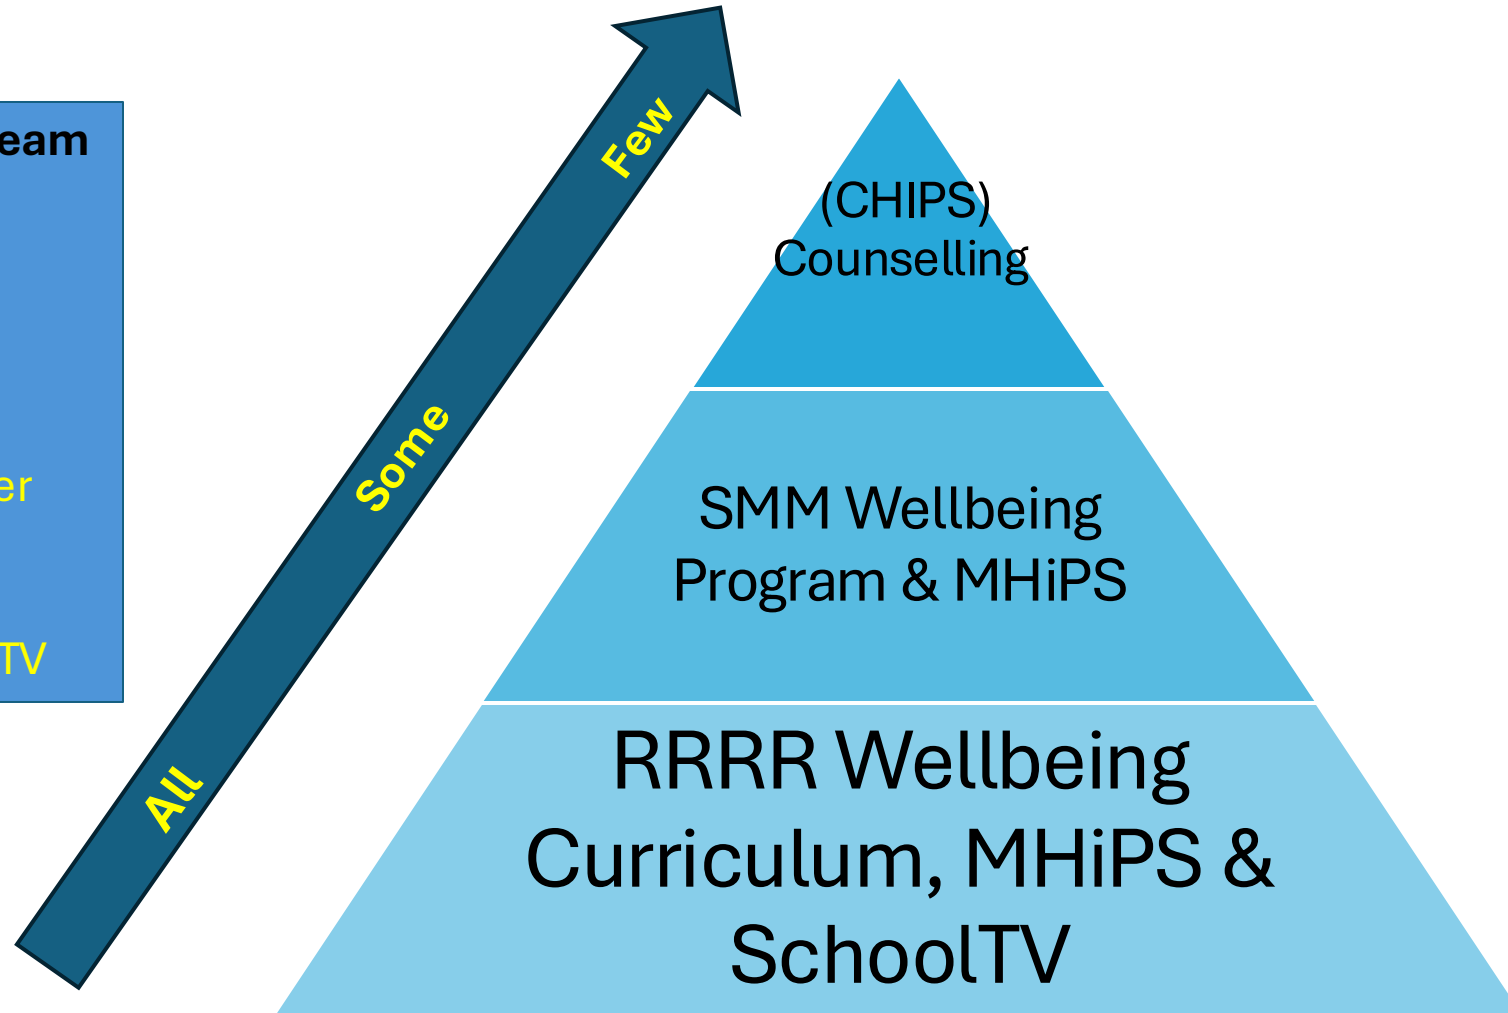 eam
er
TV
Few
Some
All
(CHIPS)
Counselling
SMM Wellbeing
Program & MHiPS
RRRR Wellbeing
Curriculum, MHiPS &
SchoolTV